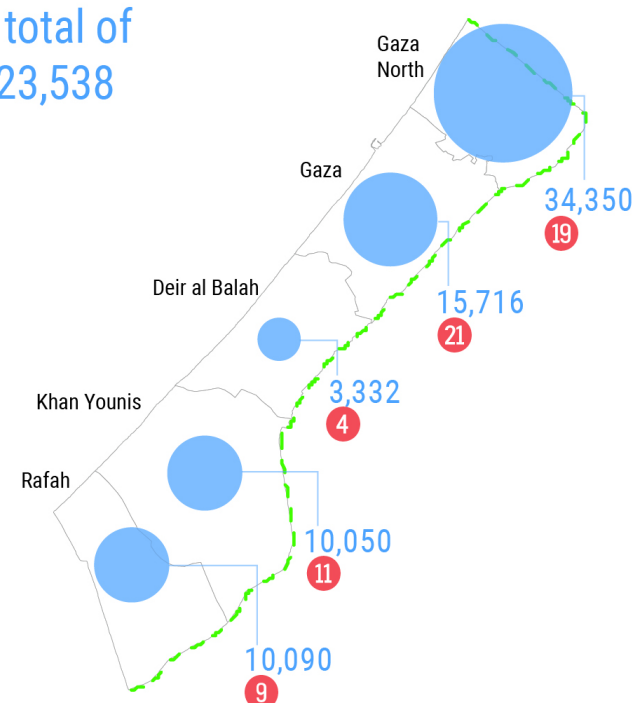 total of
23,538
Gaza
North
34,350
19
Gaza
15,716
21
Deir al Balah
3,332
4
Khan Younis
10,050
11
Rafah
10,090
9